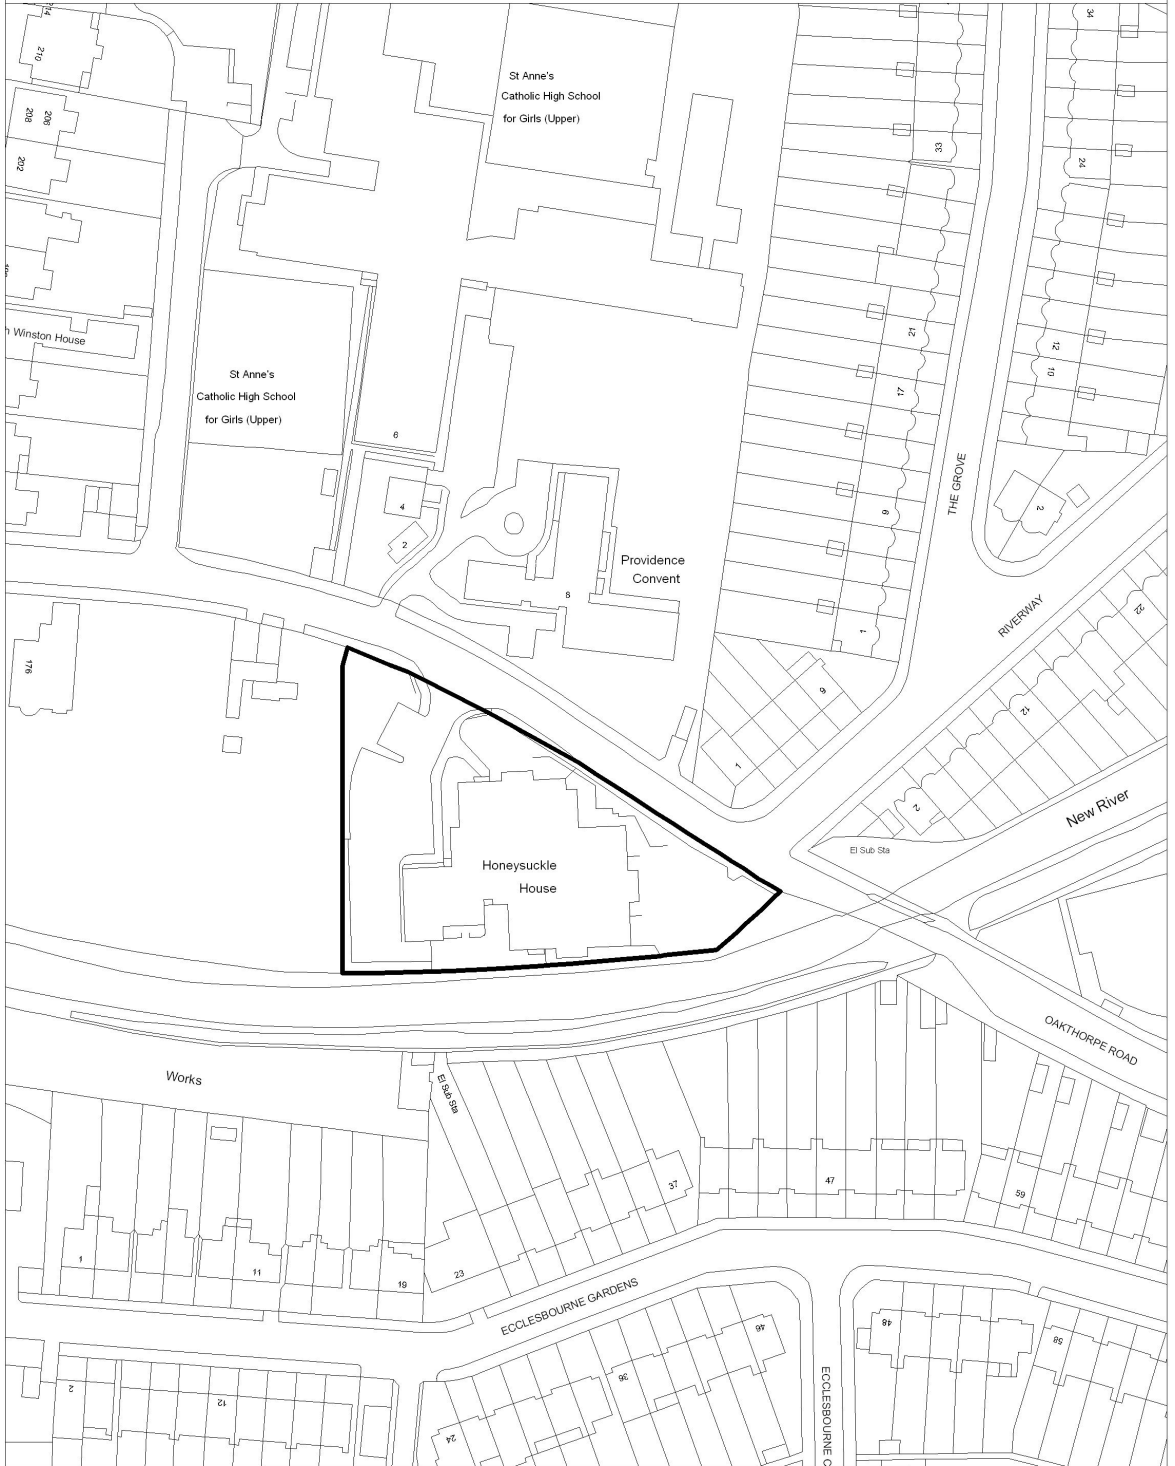 210
34
St Anne's
Catholic High School
for Girls (Upper)
208
206
33
202
24
21
h Winston House
12
10
St Anne's
Catholic High School
for Girls (Upper)
17
6
THE GROVE
4
9
2
2
Providence
Convent
8
RIVERWAY
22
1
176
9
12
1
2
New River
El Sub Sta
Honeysuckle
House
OAKTHORPE ROAD
Works
El Sub Sta
37
47
59
1
11
19
23
ECCLESBOURNE GARDENS
46
48
58
36
2
12
24
ECCLESBOURNE C